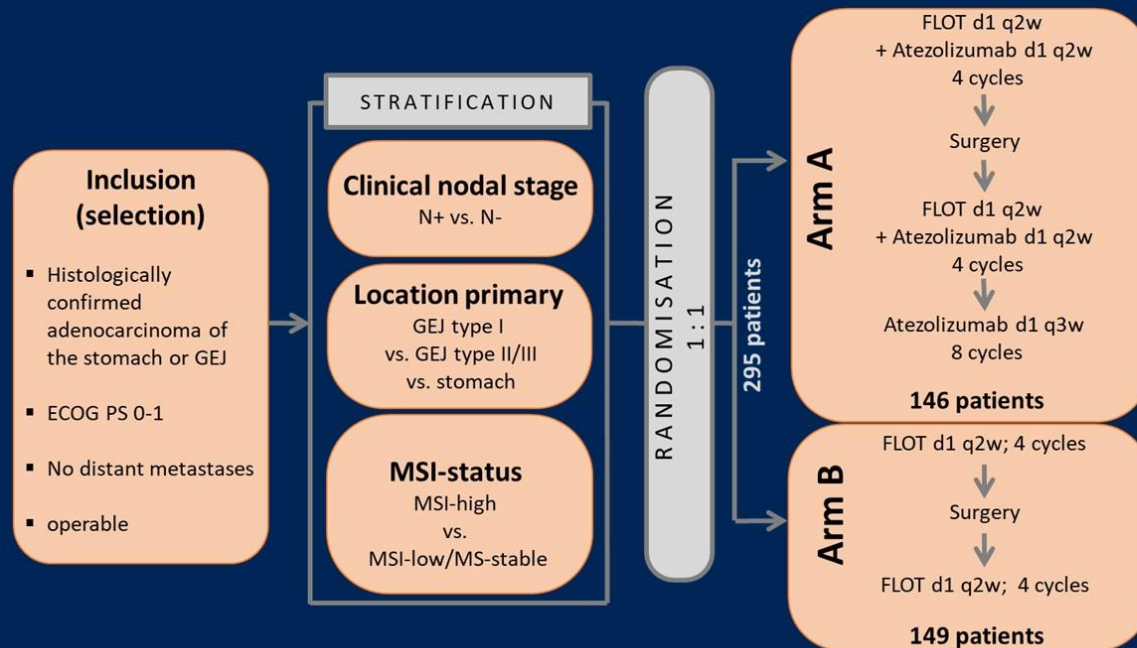 Inclusion
(selection)
▪ Histologically
confirmed
adenocarcinoma of
the stomach or GEJ
▪ ECOG PS 0-1
▪ No distant metastases
▪ operable
STRATIFICATION
Clinical nodal stage
N+ vs. N-
Location primary
GEJ type I
vs. GEJ type II/III
vs. stomach
MSI-status
MSI-high
vs.
MSI-low/MS-stable
RANDOMISATION
1:1
295 patients
Arm A
FLOT d1 q2w
+ Atezolizumab d1 q2w
4 cycles
Surgery
FLOT d1 q2w
+ Atezolizumab d1 q2w
4 cycles
Atezolizumab d1 q3w
8 cycles
146 patients
Arm B
FLOT d1 q2w; 4 cycles
Surgery
FLOT d1 q2w; 4 cycles
149 patients